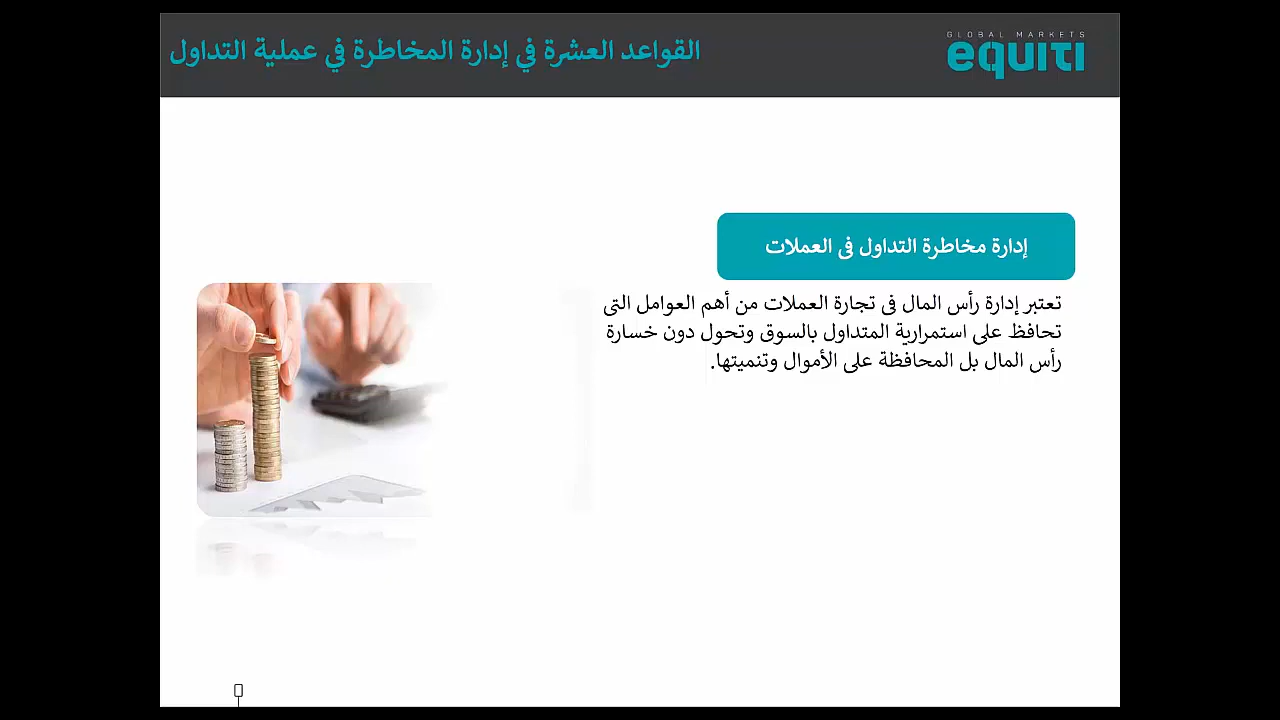 القواعد العشرة في إدارة المخاطرة في عملية التداول
GLOBAL MARKETS
equiti
إدارة مخاطرة التداول فى العملات
تعتبر إدارة رأس المال فى تجارة العملات من أهم العوامل التى
تحافظ على استمرارية المتداول بالسوق وتحول دون خسارة
رأس المال بل المحافظة على الأموال وتنميتها.